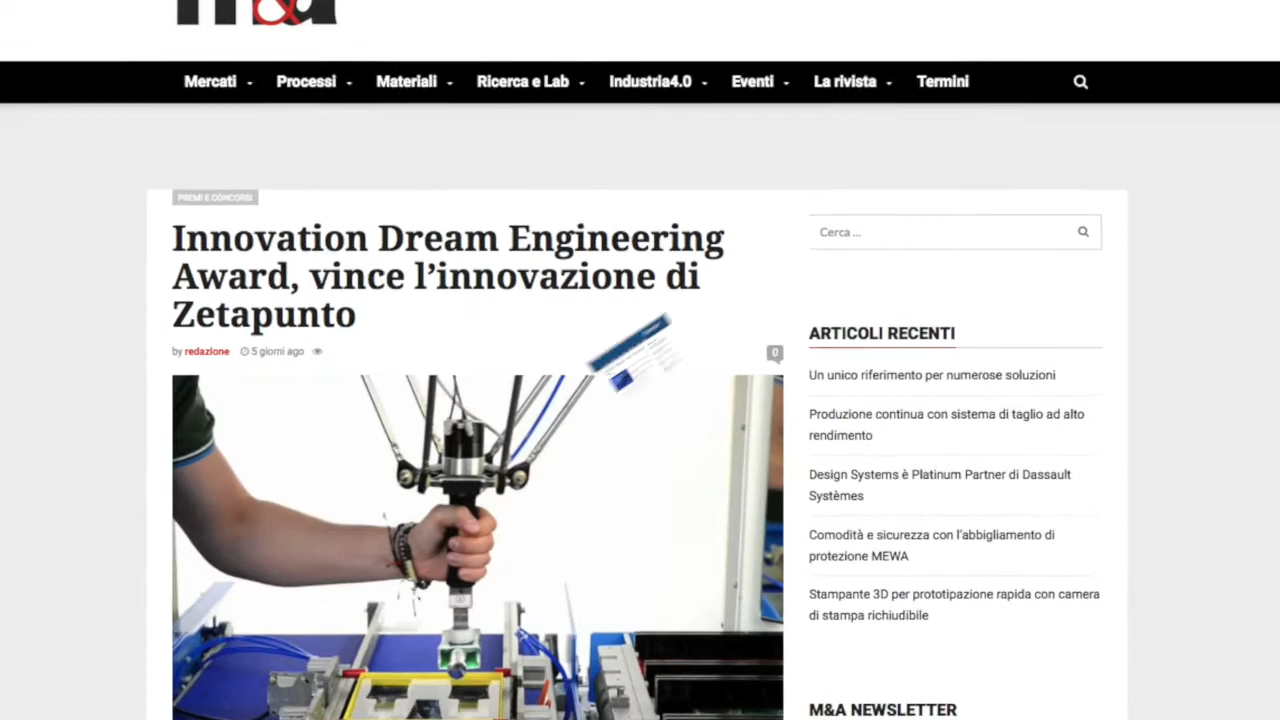 m&a
Mercati
Processi
Materiali
Ricerca e Lab
Industria4.0
Eventi
La rivista
Termini
PREMI E CONCORSI
Innovation Dream Engineering
Award, vince l’innovazione di
Zetapunto
by redazione 5 giorni ago
0
Cerca ...
ARTICOLI RECENTI
Un unico riferimento per numerose soluzioni
Produzione continua con sistema di taglio ad alto
rendimento
Design Systems è Platinum Partner di Dassault
Systèmes
Comodità e sicurezza con l’abbigliamento di
protezione MEWA
Stampante 3D per prototipazione rapida con camera
di stampa richiudibile
M&A NEWSLETTER